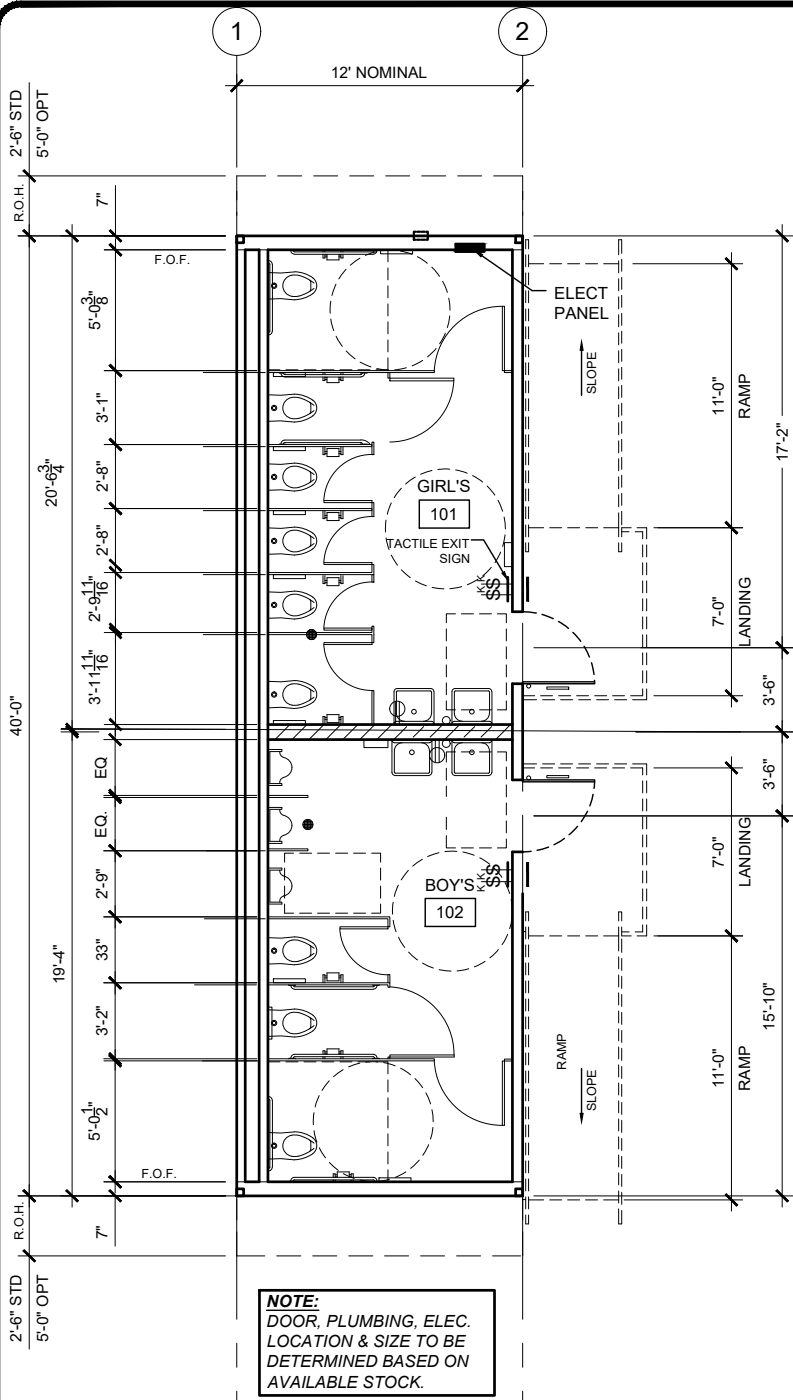 1
2
12' NOMINAL
2'-6" STD
5'-0" OPT
R.O.H.
7"
F.O.F.
5'-0 3/8"
3'-1"
2'-8"
2'-8"
2'-9 11/16"
3'-11 11/16"
20'-6 3/4"
40'-0"
ELECT
PANEL
SLOPE
11'-0"
RAMP
17'-2"
GIRL'S
101
TACTILE EXIT
SIGN
K K
$$
7'-0"
LANDING
3'-6"
3'-6"
EQ
EQ.
2'-9"
33"
3'-2"
5'-0 1/2"
19'-4"
BOY'S
102
K K
$$
7'-0"
LANDING
15'-10"
RAMP
SLOPE
11'-0"
RAMP
F.O.F.
R.O.H.
7"
2'-6" STD
5'-0" OPT
NOTE:
DOOR, PLUMBING, ELEC.
LOCATION & SIZE TO BE
DETERMINED BASED ON
AVAILABLE STOCK.